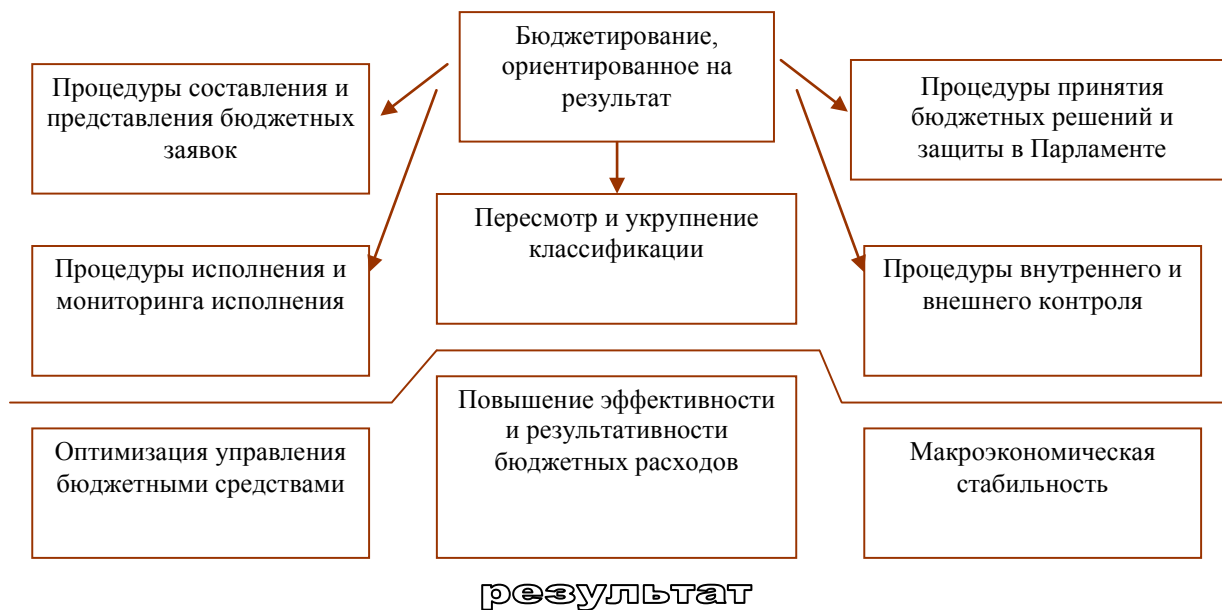 Бюджетирование,
ориентированное на
результат
Процедуры составления и
представления бюджетных
заявок
Процедуры принятия
бюджетных решений и
защиты в Парламенте
Пересмотр и укрупнение
классификации
Процедуры исполнения и
мониторинга исполнения
Процедуры внутреннего и
внешнего контроля
Повышение эффективности
и результативности
бюджетных расходов
Оптимизация управления
бюджетными средствами
Макроэкономическая
стабильность
результат